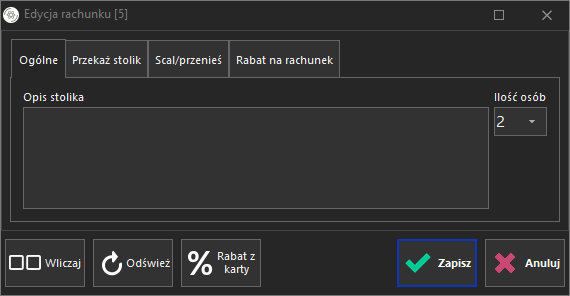 Edycja rachunku [5]
Ogólne Przekaż stolik Scal/przenieś Rabat na rachunek
Opis stolika Ilość osób
2
Wliczaj Odśwież % Rabat z karty Zapisz Anuluj